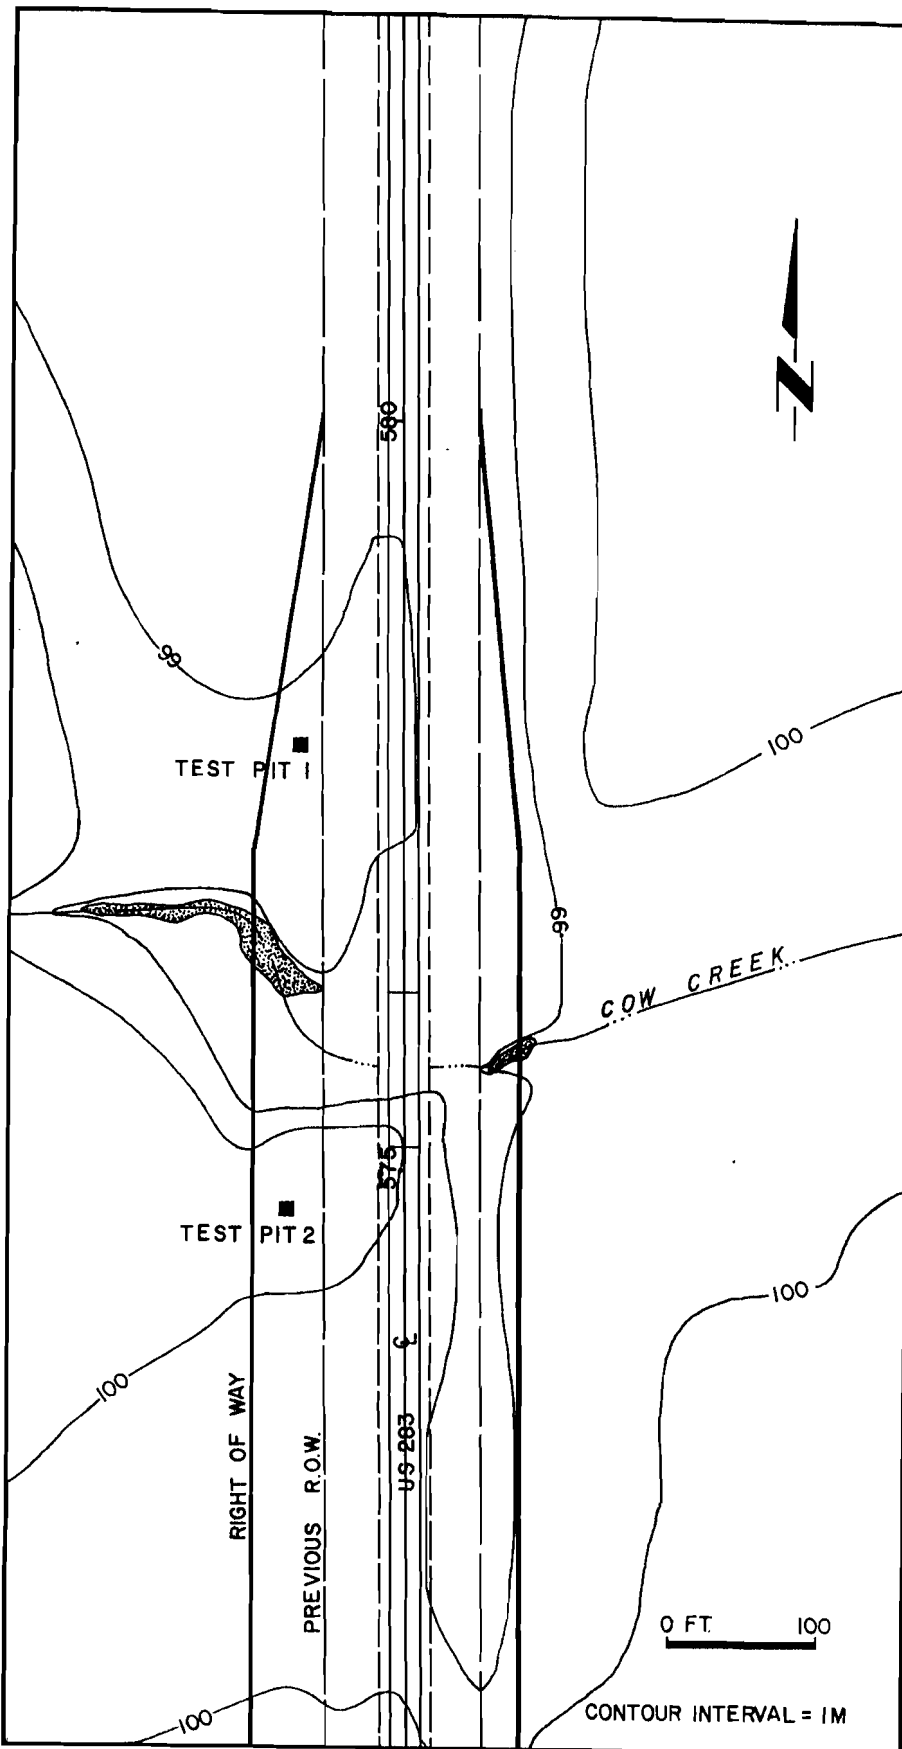 N
580
99
100
TEST PIT 1
99
COW CREEK
575
TEST PIT 2
100
℄
100
RIGHT OF WAY
PREVIOUS R.O.W.
US 283
0 FT. 100
CONTOUR INTERVAL = 1M
100